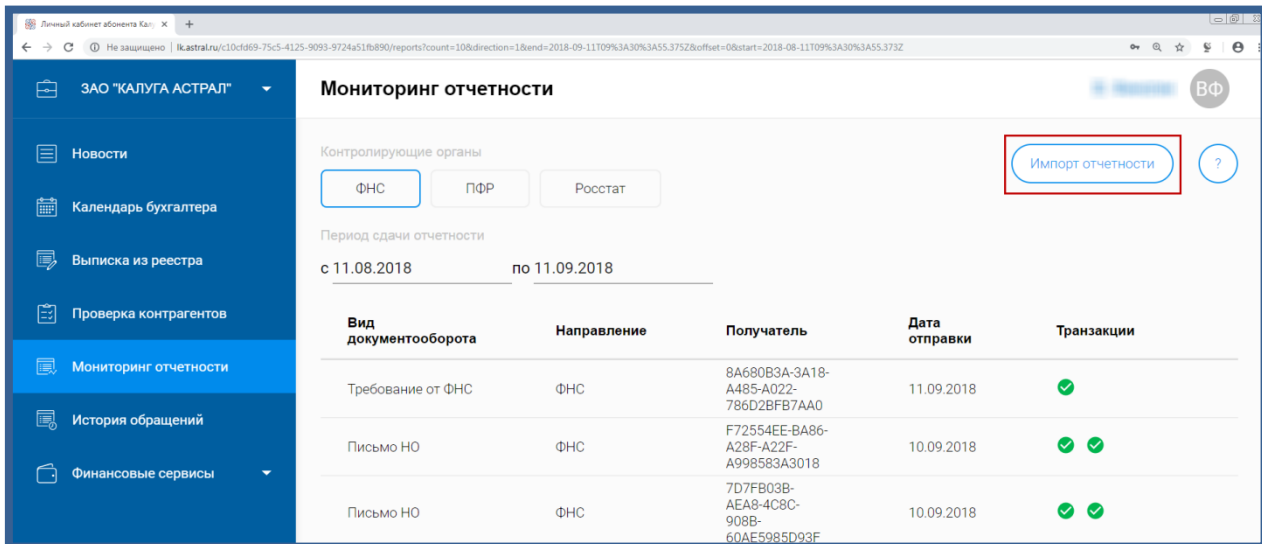 Личный кабинет абонента Калу
Не защищено | lk.astral.ru/c10cfd69-75c5-4125-9093-9724a51fb890/reports?count=10&direction=1&end=2018-09-11T09%3A30%3A55.375Z&offset=0&start=2018-08-11T09%3A30%3A55.373Z
ЗАО "КАЛУГА АСТРАЛ"
Мониторинг отчетности
ВФ
Новости
Календарь бухгалтера
Выписка из реестра
Проверка контрагентов
Мониторинг отчетности
История обращений
Финансовые сервисы
Контролирующие органы
Импорт отчетности
?
ФНС ПФР Росстат
Период сдачи отчетности
с 11.08.2018 по 11.09.2018
Вид документооборота Направление Получатель Дата отправки Транзакции
Требование от ФНС ФНС 8A680B3A-3A18-A485-A022-786D2BFB7AA0 11.09.2018
Письмо НО ФНС F72554EE-BA86-A28F-A22F-A998583A3018 10.09.2018
Письмо НО ФНС 7D7FB03B-AEA8-4C8C-908B-60AE5985D93F 10.09.2018